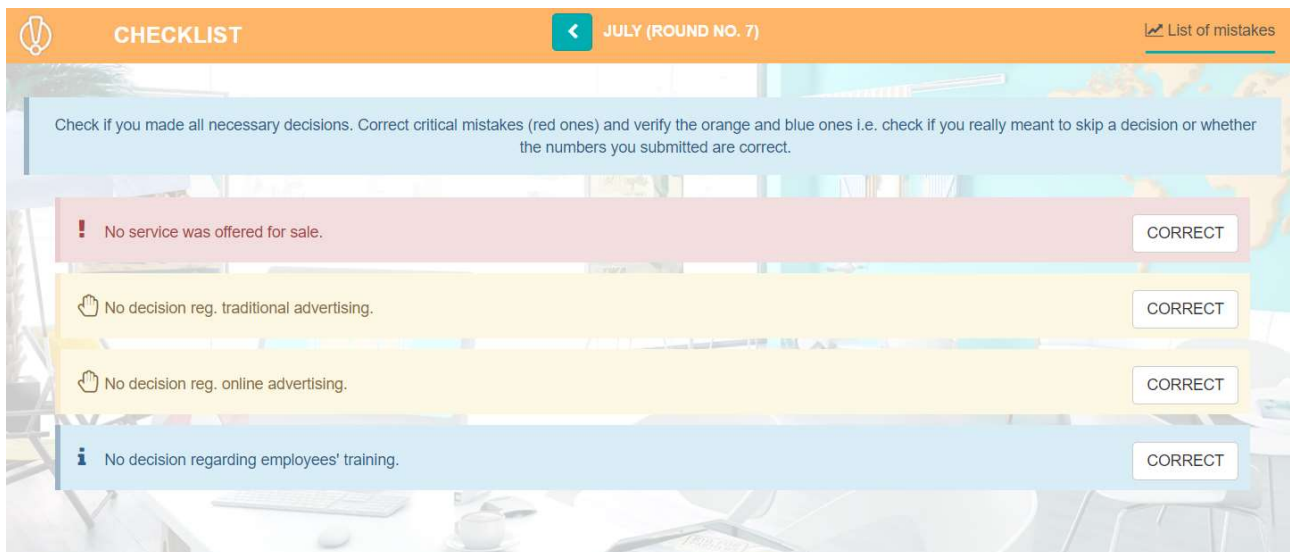 CHECKLIST
JULY (ROUND NO. 7)
List of mistakes
Check if you made all necessary decisions. Correct critical mistakes (red ones) and verify the orange and blue ones i.e. check if you really meant to skip a decision or whether
the numbers you submitted are correct.
No service was offered for sale.
CORRECT
No decision reg. traditional advertising.
CORRECT
No decision reg. online advertising.
CORRECT
No decision regarding employees' training.
CORRECT